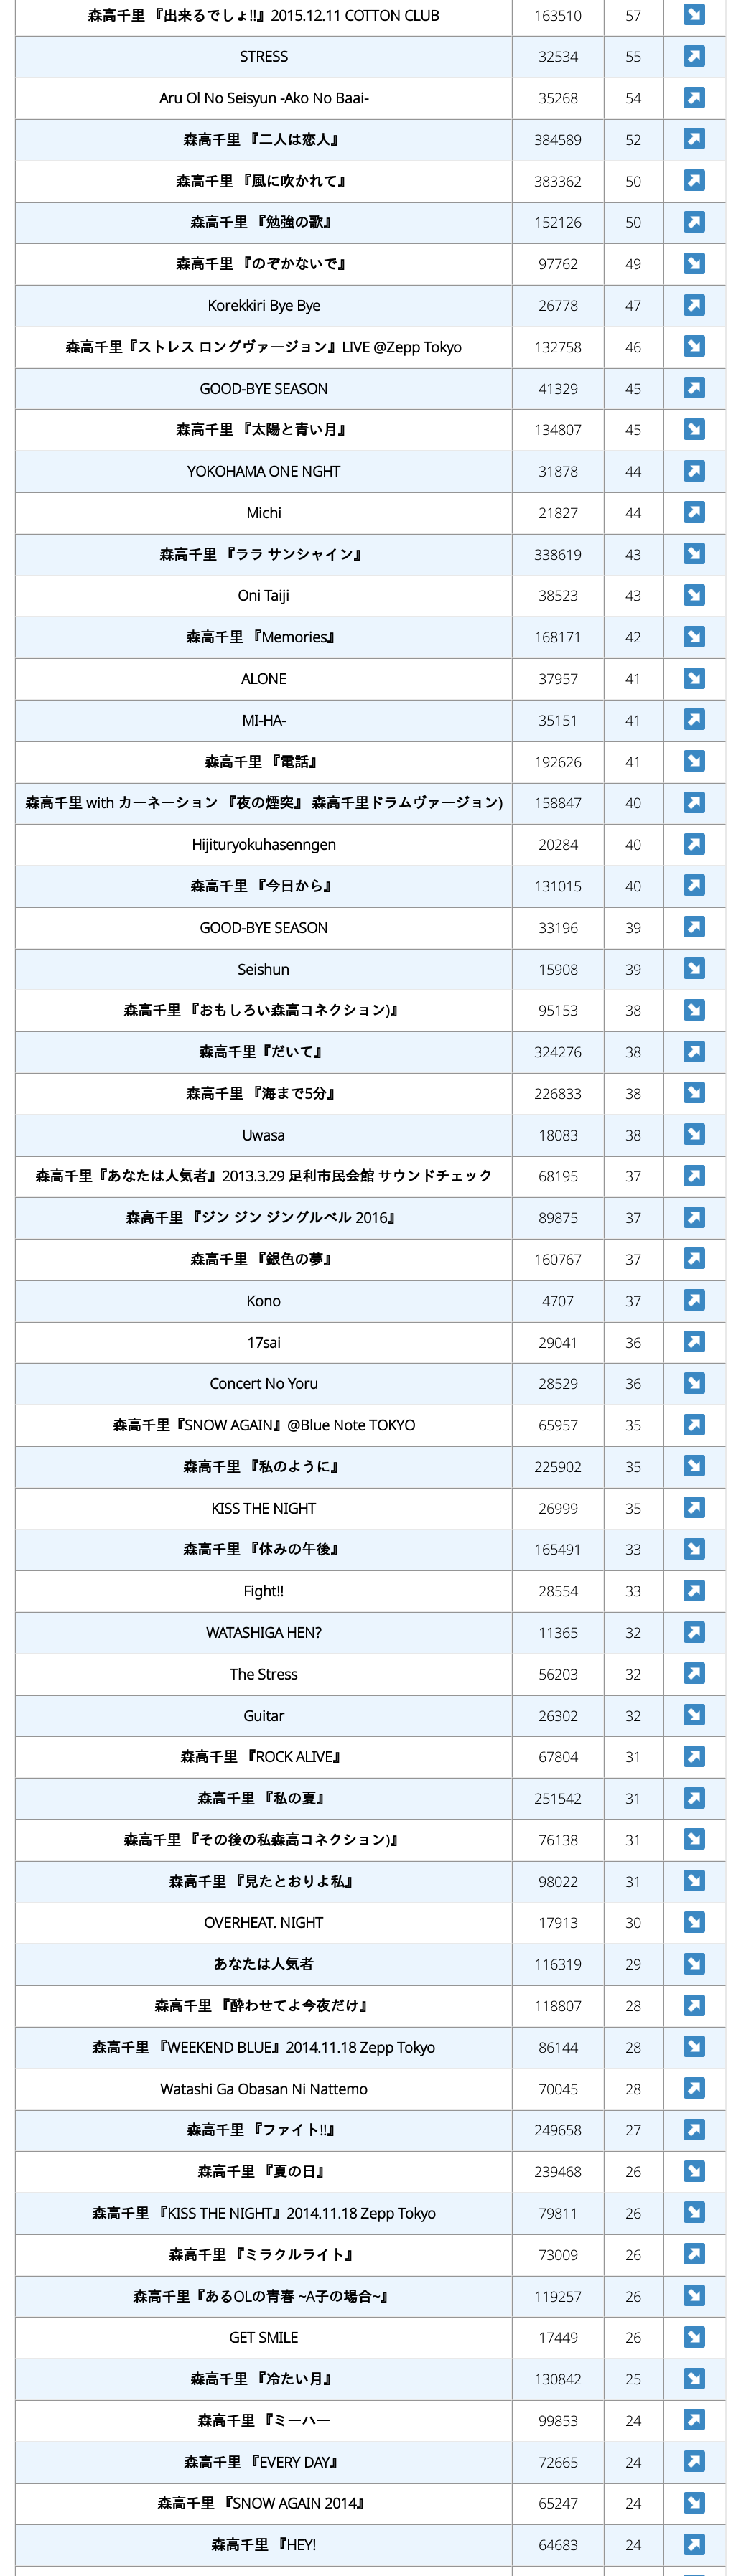 森高千里 『出来るでしょ!!』2015.12.11 COTTON CLUB 163510 57
STRESS 32534 55
Aru Ol No Seisyun -Ako No Baai- 35268 54
森高千里 『二人は恋人』 384589 52
森高千里 『風に吹かれて』 383362 50
森高千里 『勉強の歌』 152126 50
森高千里 『のぞかないで』 97762 49
Korekkiri Bye Bye 26778 47
森高千里『ストレス ロングヴァージョン』LIVE @Zepp Tokyo 132758 46
GOOD-BYE SEASON 41329 45
森高千里 『太陽と青い月』 134807 45
YOKOHAMA ONE NGHT 31878 44
Michi 21827 44
森高千里 『ララ サンシャイン』 338619 43
Oni Taiji 38523 43
森高千里 『Memories』 168171 42
ALONE 37957 41
MI-HA- 35151 41
森高千里 『電話』 192626 41
森高千里 with カーネーション 『夜の煙突』 森高千里ドラムヴァージョン) 158847 40
Hijituryokuhasenngen 20284 40
森高千里 『今日から』 131015 40
GOOD-BYE SEASON 33196 39
Seishun 15908 39
森高千里 『おもしろい森高コネクション)』 95153 38
森高千里『だいて』 324276 38
森高千里 『海まで5分』 226833 38
Uwasa 18083 38
森高千里『あなたは人気者』2013.3.29 足利市民会館 サウンドチェック 68195 37
森高千里 『ジン ジン ジングルベル 2016』 89875 37
森高千里 『銀色の夢』 160767 37
Kono 4707 37
17sai 29041 36
Concert No Yoru 28529 36
森高千里『SNOW AGAIN』@Blue Note TOKYO 65957 35
森高千里 『私のように』 225902 35
KISS THE NIGHT 26999 35
森高千里 『休みの午後』 165491 33
Fight!! 28554 33
WATASHIGA HEN? 11365 32
The Stress 56203 32
Guitar 26302 32
森高千里 『ROCK ALIVE』 67804 31
森高千里 『私の夏』 251542 31
森高千里 『その後の私森高コネクション)』 76138 31
森高千里 『見たとおりよ私』 98022 31
OVERHEAT. NIGHT 17913 30
あなたは人気者 116319 29
森高千里 『酔わせてよ今夜だけ』 118807 28
森高千里 『WEEKEND BLUE』2014.11.18 Zepp Tokyo 86144 28
Watashi Ga Obasan Ni Nattemo 70045 28
森高千里 『ファイト!!』 249658 27
森高千里 『夏の日』 239468 26
森高千里 『KISS THE NIGHT』2014.11.18 Zepp Tokyo 79811 26
森高千里 『ミラクルライト』 73009 26
森高千里『あるOLの青春 ~A子の場合~』 119257 26
GET SMILE 17449 26
森高千里 『冷たい月』 130842 25
森高千里 『ミーハー 99853 24
森高千里 『EVERY DAY』 72665 24
森高千里 『SNOW AGAIN 2014』 65247 24
森高千里 『HEY! 64683 24